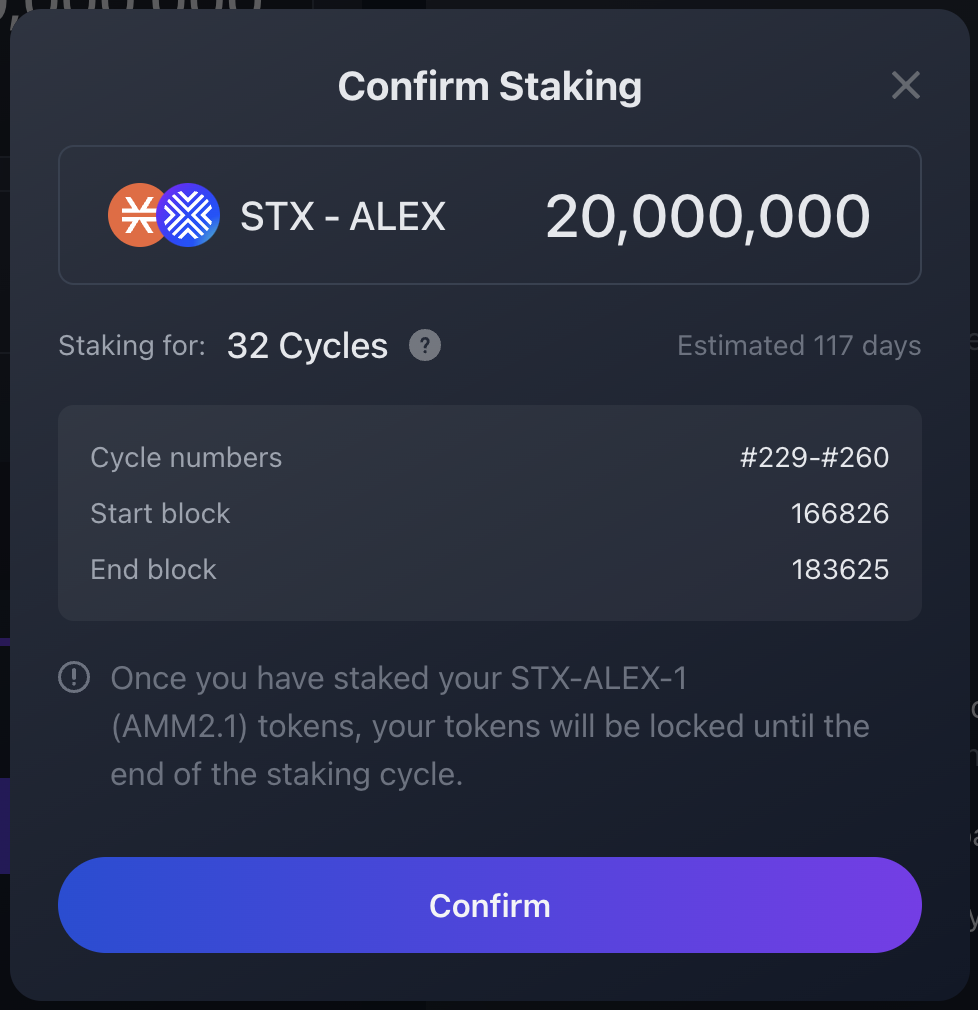 Confirm Staking
STX - ALEX 20,000,000
Staking for: 32 Cycles ? Estimated 117 days
Cycle numbers #229-#260
Start block 166826
End block 183625
Once you have staked your STX-ALEX-1
(AMM2.1) tokens, your tokens will be locked until the
end of the staking cycle.
Confirm